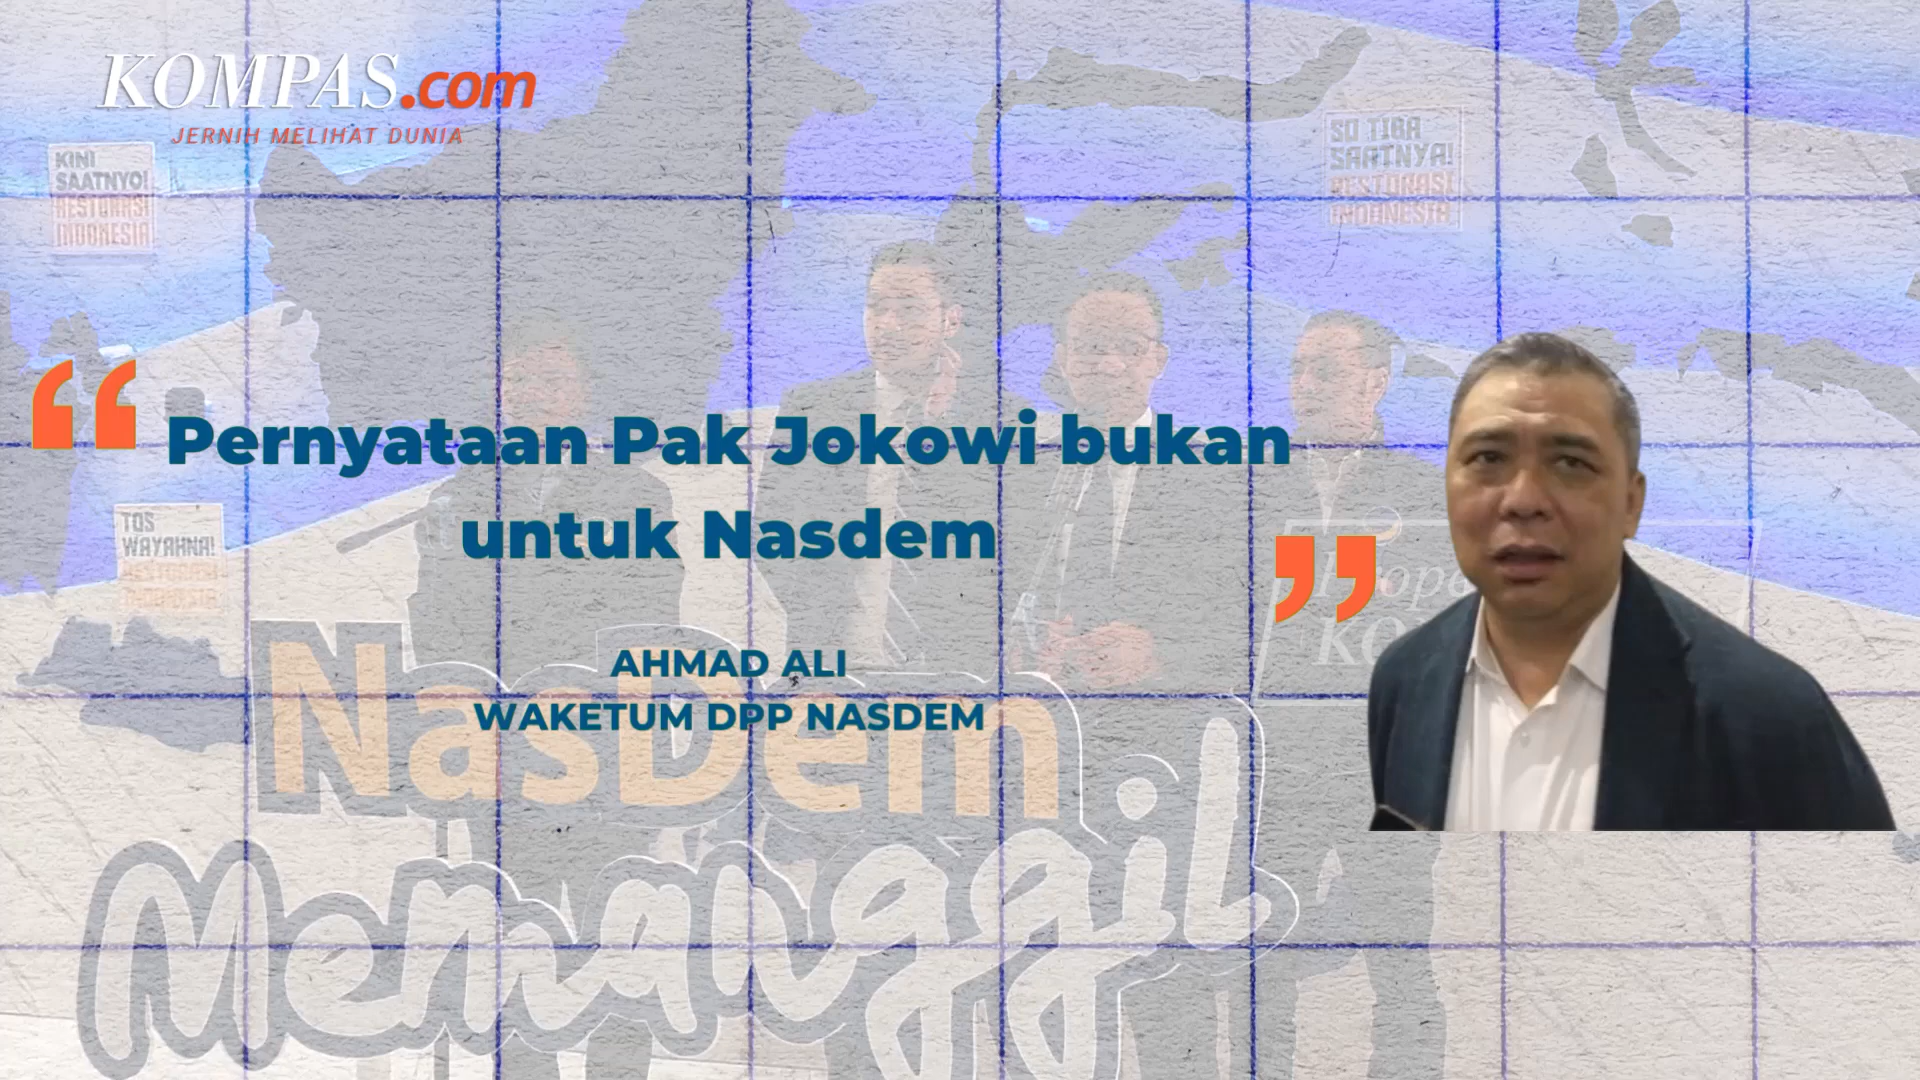 KOMPAS.com
JERNIH MELIHAT DUNIA
KINI
SAATNYO!
RESTORASI
INDONESIA
SO TIBA
SAATNYA!
RESTORASI
INDONESIA
“Pernyataan Pak Jokowi bukan
untuk Nasdem”
TOS
WAYAHNA!
RESTORASI
INDONESIA
AHMAD ALI
WAKETUM DPP NASDEM
NasDem
Memanggil